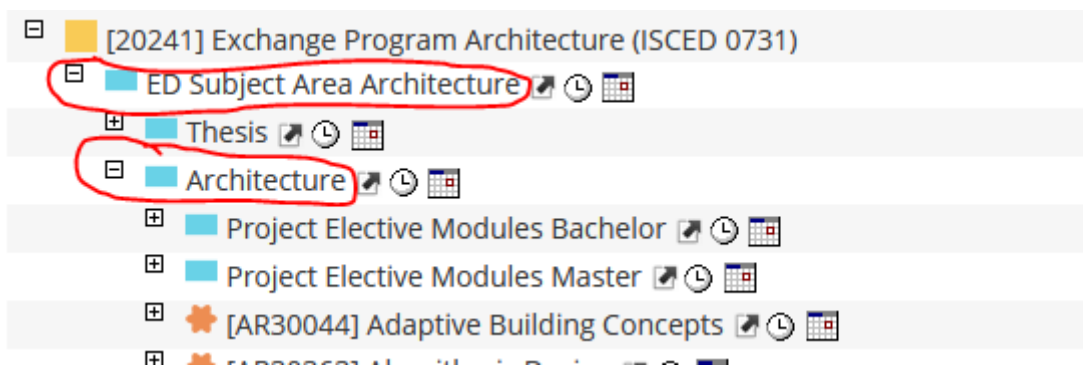 [20241] Exchange Program Architecture (ISCED 0731)
ED Subject Area Architecture
Thesis
Architecture
Project Elective Modules Bachelor
Project Elective Modules Master
[AR30044] Adaptive Building Concepts